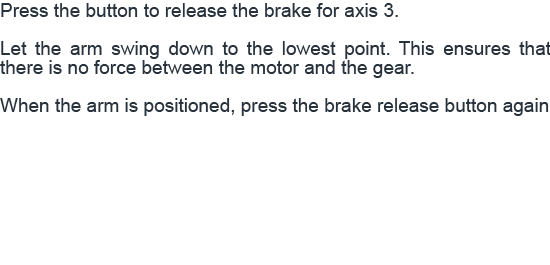 Press the button to release the brake for axis 3.
Let the arm swing down to the lowest point. This ensures that
there is no force between the motor and the gear.
When the arm is positioned, press the brake release button again